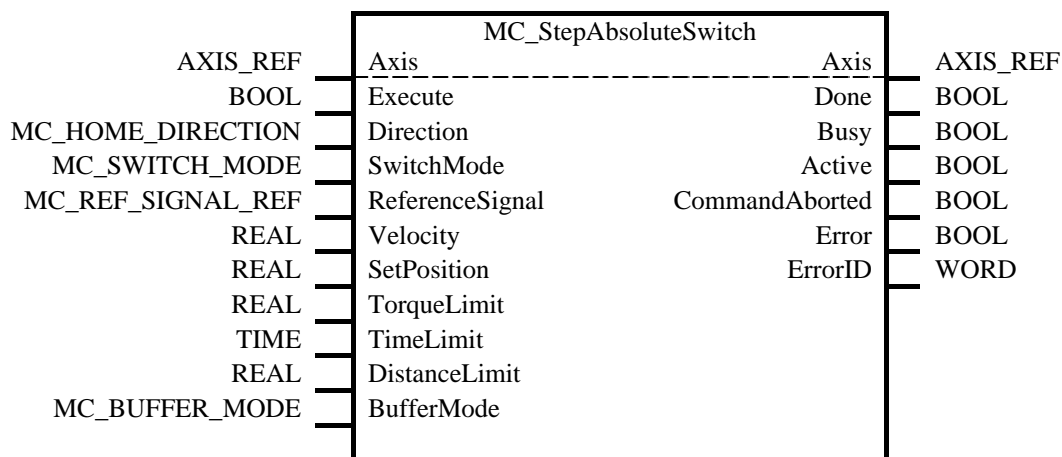 MC_StepAbsoluteSwitch
AXIS_REF Axis Axis AXIS_REF
BOOL Execute Done BOOL
MC_HOME_DIRECTION Direction Busy BOOL
MC_SWITCH_MODE SwitchMode Active BOOL
MC_REF_SIGNAL_REF ReferenceSignal CommandAborted BOOL
REAL Velocity Error BOOL
REAL SetPosition ErrorID WORD
REAL TorqueLimit
TIME TimeLimit
REAL DistanceLimit
MC_BUFFER_MODE BufferMode